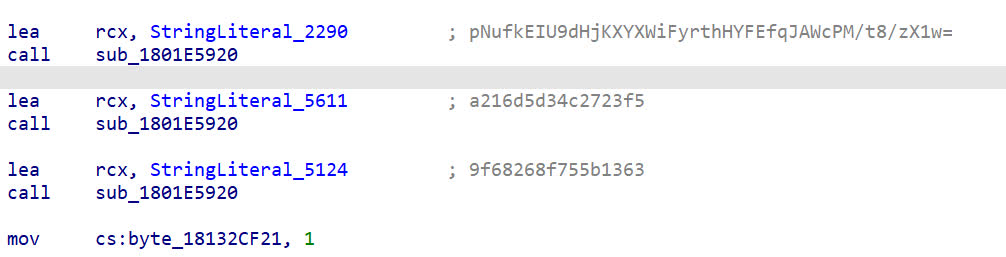 lea rcx, StringLiteral_2290 ; pNufkEIU9dHjKXYXWiFyrthHYFEfqJAWcPM/t8/zX1w=
call sub_1801E5920
lea rcx, StringLiteral_5611 ; a216d5d34c2723f5
call sub_1801E5920
lea rcx, StringLiteral_5124 ; 9f68268f755b1363
call sub_1801E5920
mov cs:byte_18132CF21, 1